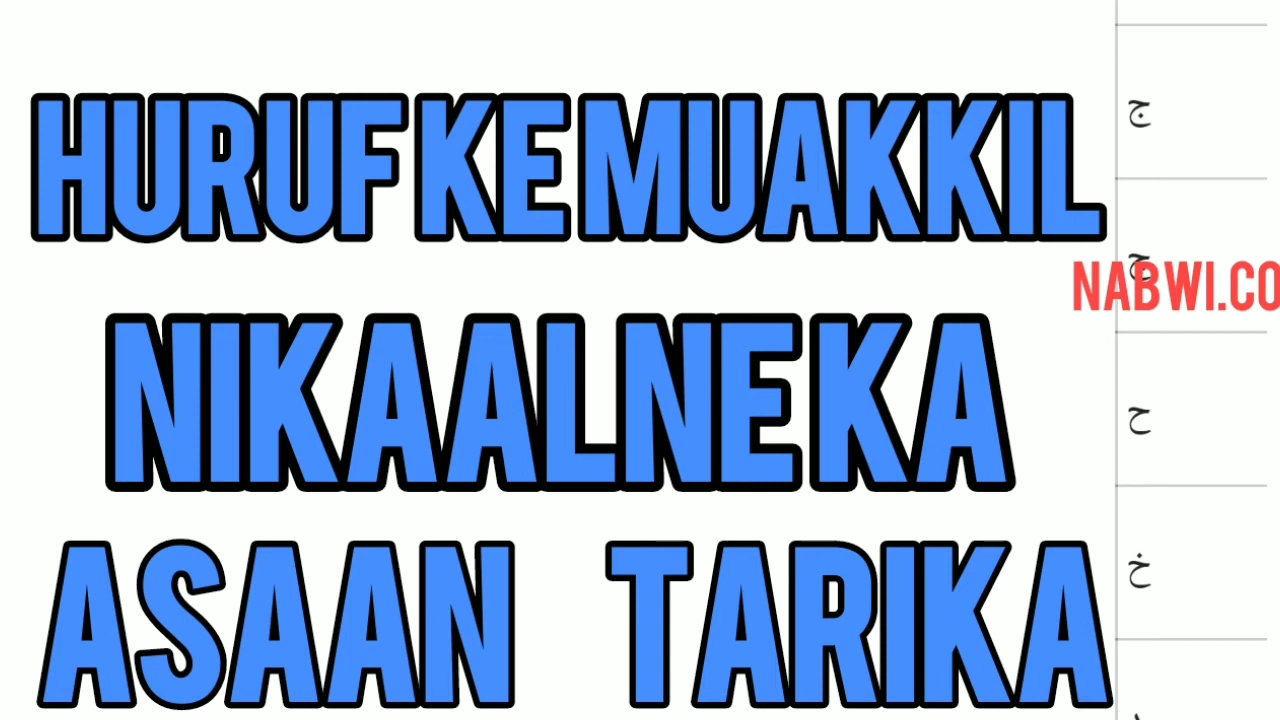 HURUF KE MUAKKIL
NIKAALNE KA
ASAAN TARIKA
ج
NABWI.CO
ح
خ